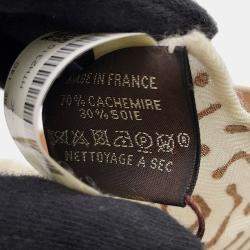 MADE IN FRANCE
70% CACHEMIRE
30% SOIE
NETTOYAGE A SEC